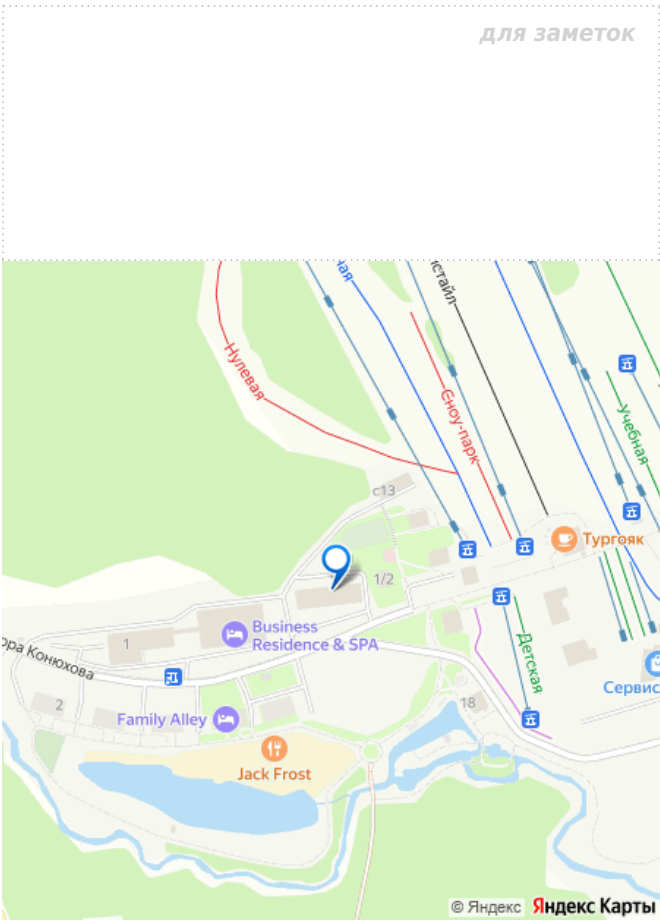 для заметок
ная
стайл
Нулевая
Сноу-парк
Учебная
с13
Тургояк
1/2
Business
Residence & SPA
1
ора Конюхова
Детская
Сервис
2
Family Alley
18
Jack Frost
© Яндекс Яндекс Карты